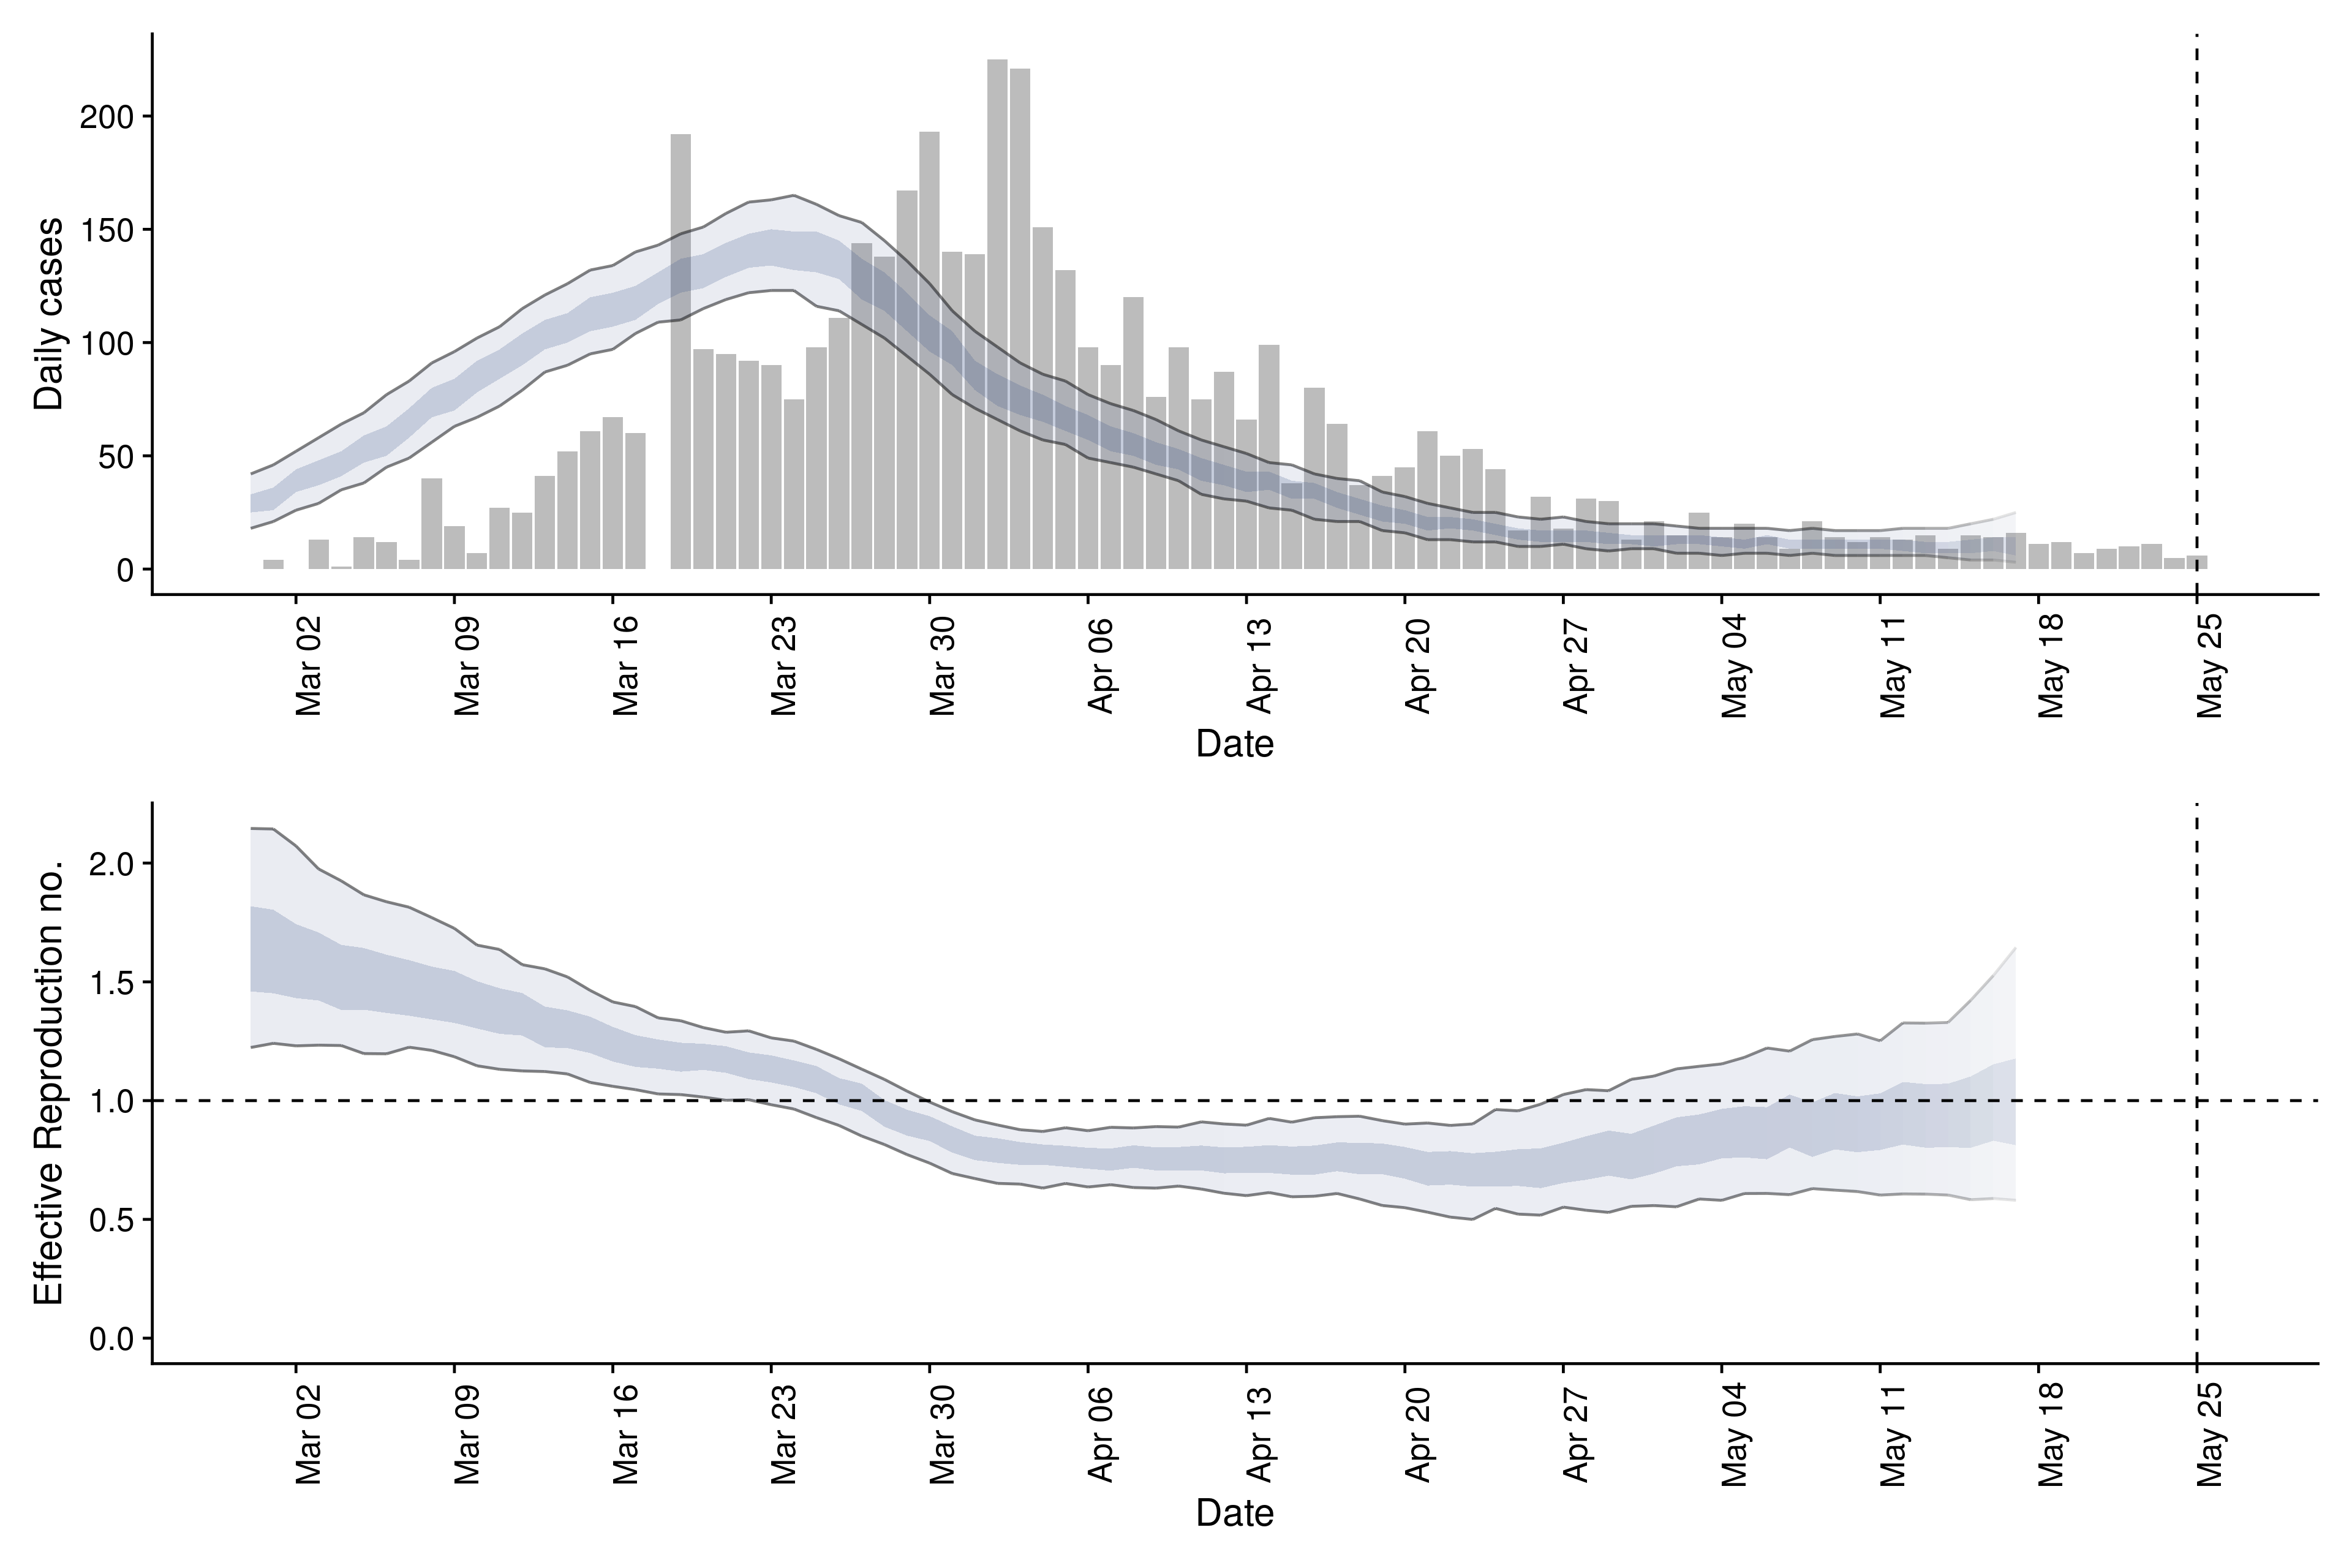 Daily cases
200
150
100
50
0
Mar 02
Mar 09
Mar 16
Mar 23
Mar 30
Apr 06
Apr 13
Apr 20
Apr 27
May 04
May 11
May 18
May 25
Date
Effective Reproduction no.
2.0
1.5
1.0
0.5
0.0
Mar 02
Mar 09
Mar 16
Mar 23
Mar 30
Apr 06
Apr 13
Apr 20
Apr 27
May 04
May 11
May 18
May 25
Date